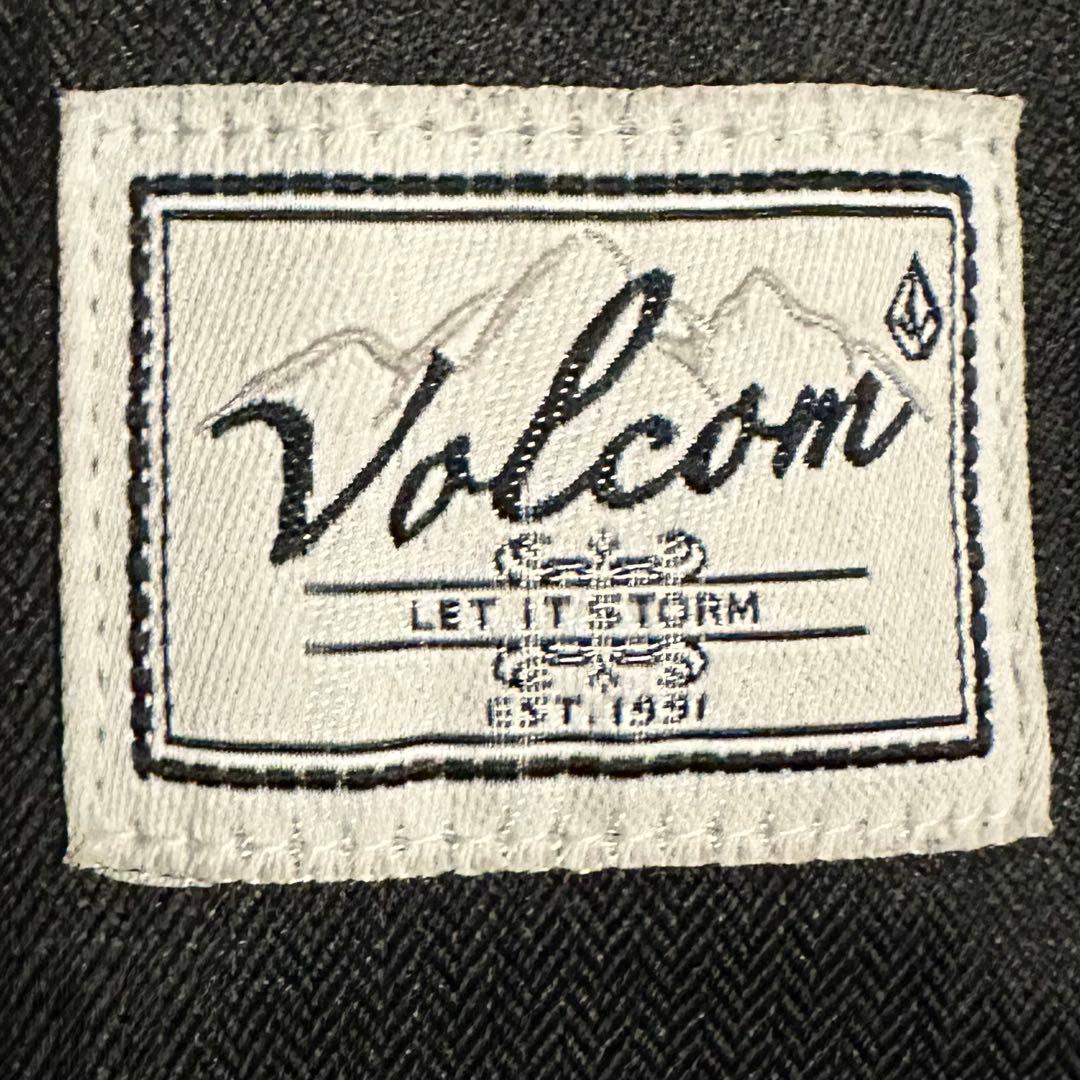 Volcom
LET IT STORM
EST. 1991